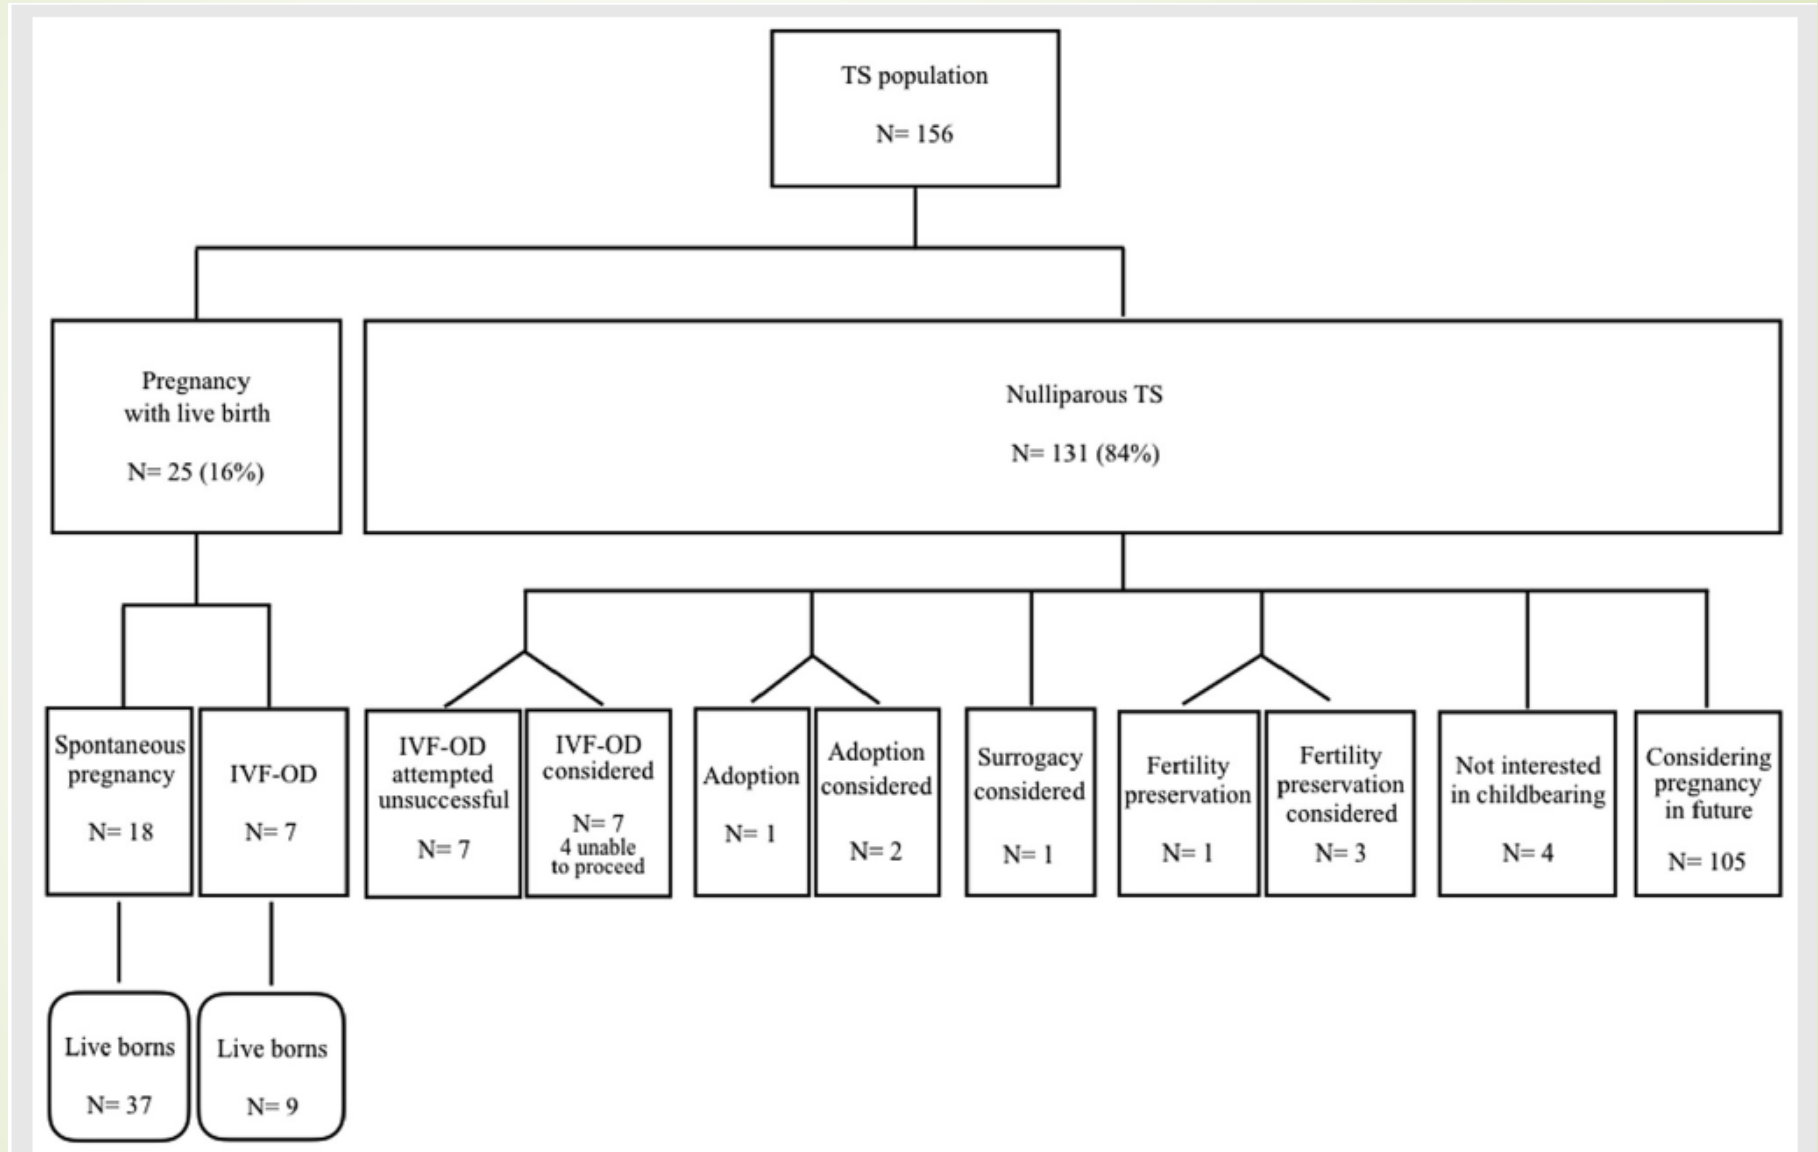 TS population
N= 156
Pregnancy
with live birth
N= 25 (16%)
Nulliparous TS
N= 131 (84%)
Spontaneous
pregnancy
N= 18
IVF-OD
N= 7
IVF-OD
attempted
unsuccessful
N= 7
IVF-OD
considered
N= 7
4 unable
to proceed
Adoption
N= 1
Adoption
considered
N= 2
Surrogacy
considered
N= 1
Fertility
preservation
N= 1
Fertility
preservation
considered
N= 3
Not interested
in childbearing
N= 4
Considering
pregnancy
in future
N= 105
Live borns
N= 37
Live borns
N= 9